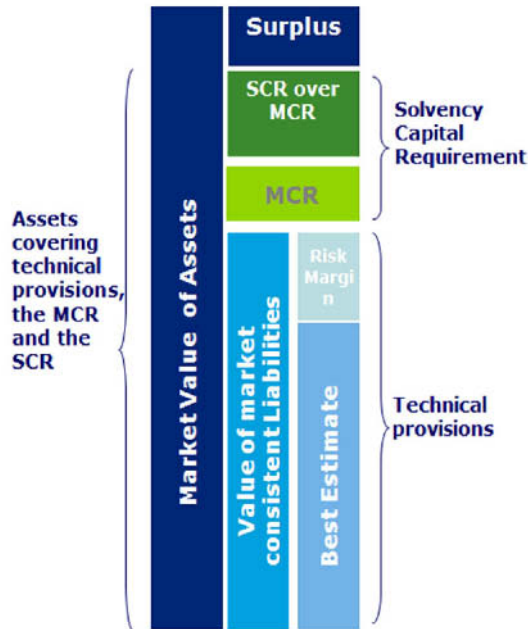 Surplus
SCR over
MCR
Solvency
Capital
Requirement
MCR
Assets
covering
technical
provisions,
the MCR
and the
SCR
Market Value of Assets
Value of market
consistent Liabilities
Risk
Margi
n
Best Estimate
Technical
provisions